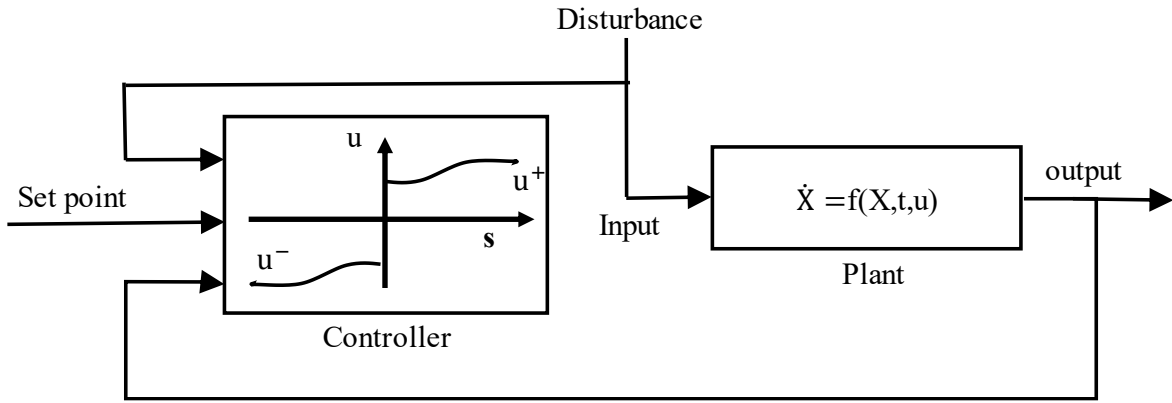 Disturbance
u
u⁺
Set point
s
u⁻
Controller
Input
Ẋ =f(X,t,u)
Plant
output